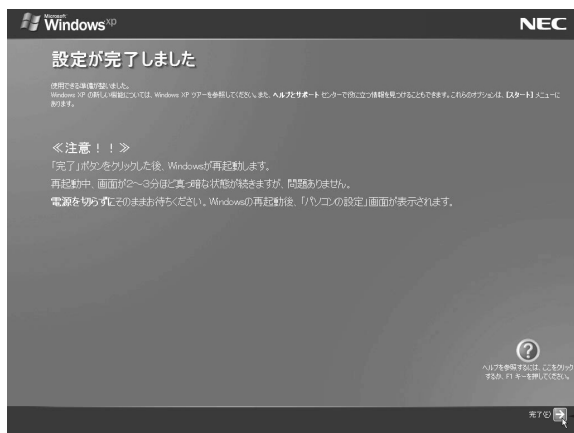 Microsoft
Windows xp
NEC
設定が完了しました
使用できる準備が整いました。
Windows XP の新しい機能については、Windows XP ツアーを参照してください。また、ヘルプとサポート センターで役に立つ情報を見つけることもできます。これらのオプションは、[スタート] メニューに
あります。
≪注意！！≫
「完了」ボタンをクリックした後、Windowsが再起動します。
再起動中、画面が2～3分ほど真っ暗な状態が続きますが、問題ありません。
電源を切らずにそのままお待ちください。Windowsの再起動後、「パソコンの設定」画面が表示されます。
?
ヘルプを参照するには、ここをクリック
するか、F1 キーを押してください。
完了(F)